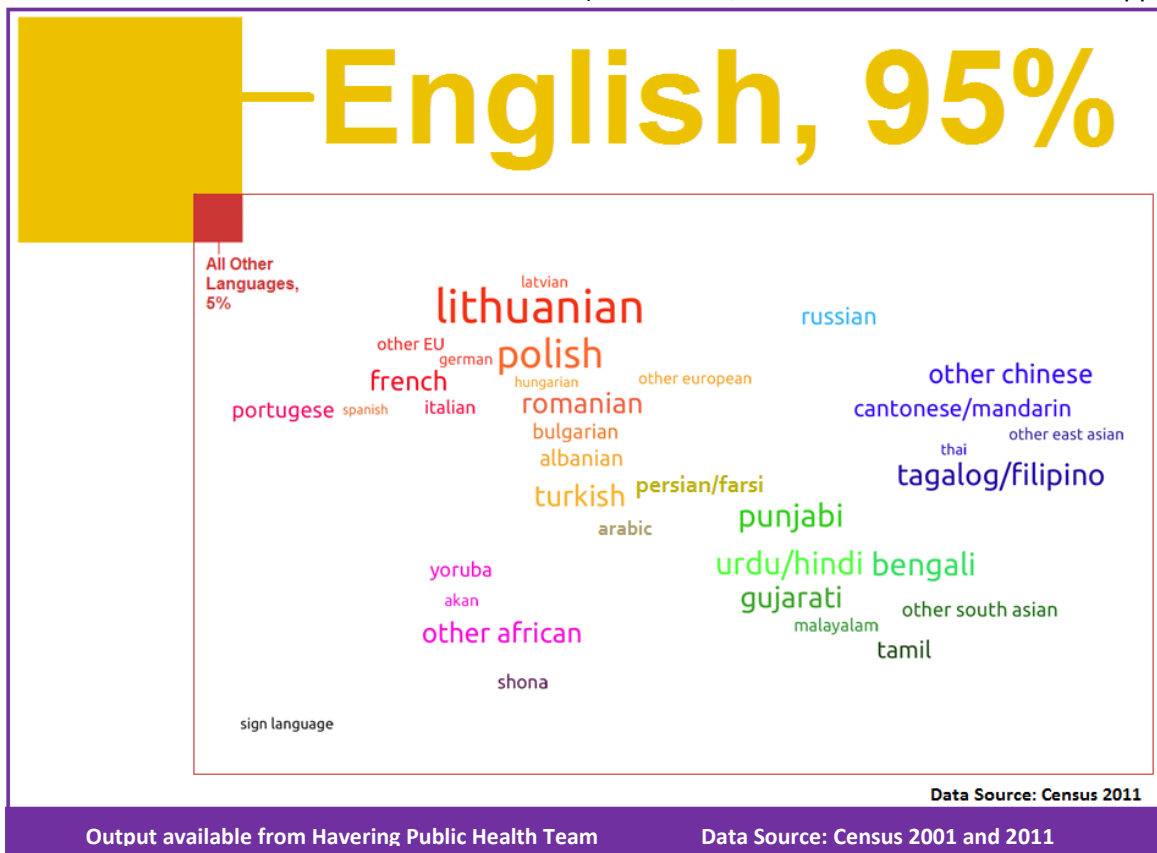 English, 95%
All Other
Languages,
5%
latvian
lithuanian
russian
other EU
german
polish
french
hungarian
other european
other chinese
portugese
spanish
italian
romanian
cantonese/mandarin
bulgarian
other east asian
albanian
thai
tagalog/filipino
turkish
persian/farsi
arabic
punjabi
yoruba
urdu/hindi
bengali
akan
gujarati
other south asian
other african
malayalam
tamil
shona
sign language
Data Source: Census 2011
Output available from Havering Public Health Team
Data Source: Census 2001 and 2011